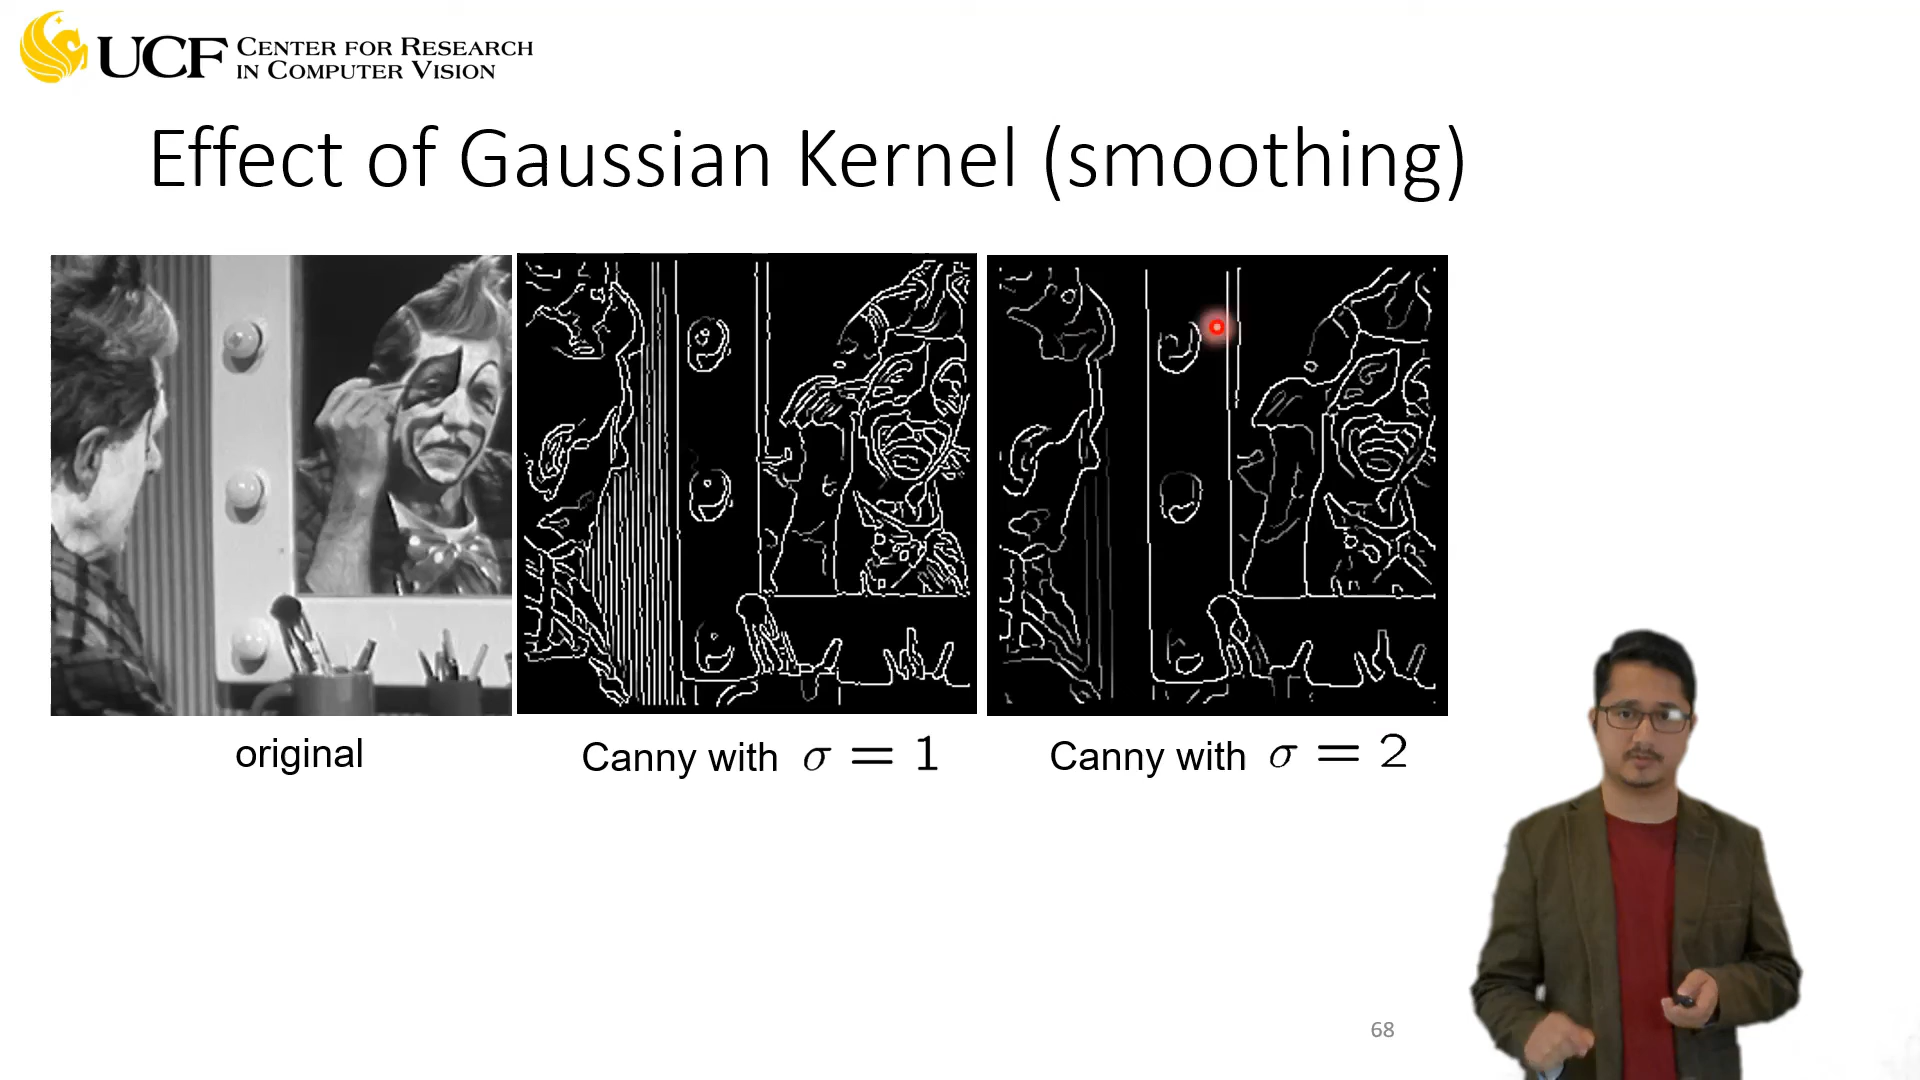 UCF CENTER FOR RESEARCH
IN COMPUTER VISION
Effect of Gaussian Kernel (smoothing)
original
Canny with σ = 1
Canny with σ = 2
68